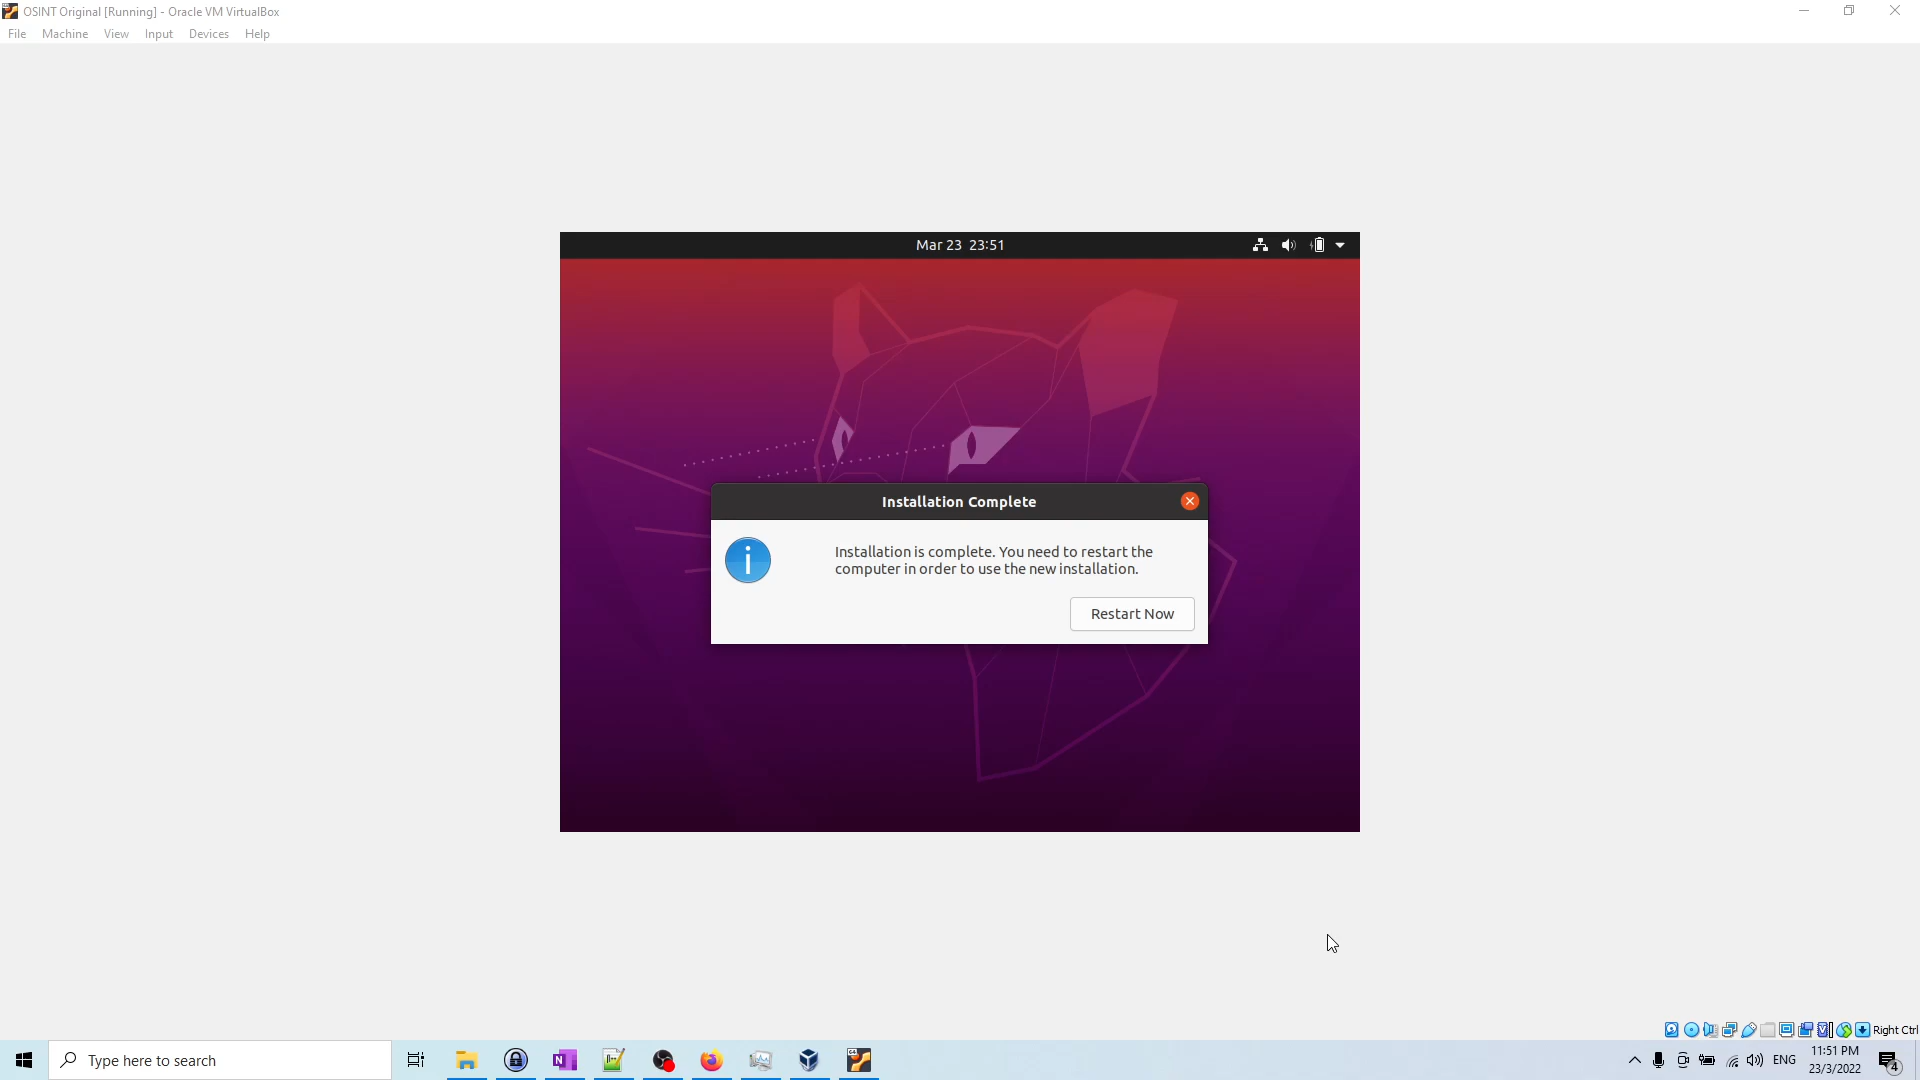 OSINT Original [Running] - Oracle VM VirtualBox
File Machine View Input Devices Help
Mar 23 23:51
Installation Complete
Installation is complete. You need to restart the
computer in order to use the new installation.
Restart Now
Right Ctrl
Type here to search
ENG
11:51 PM
23/3/2022
4